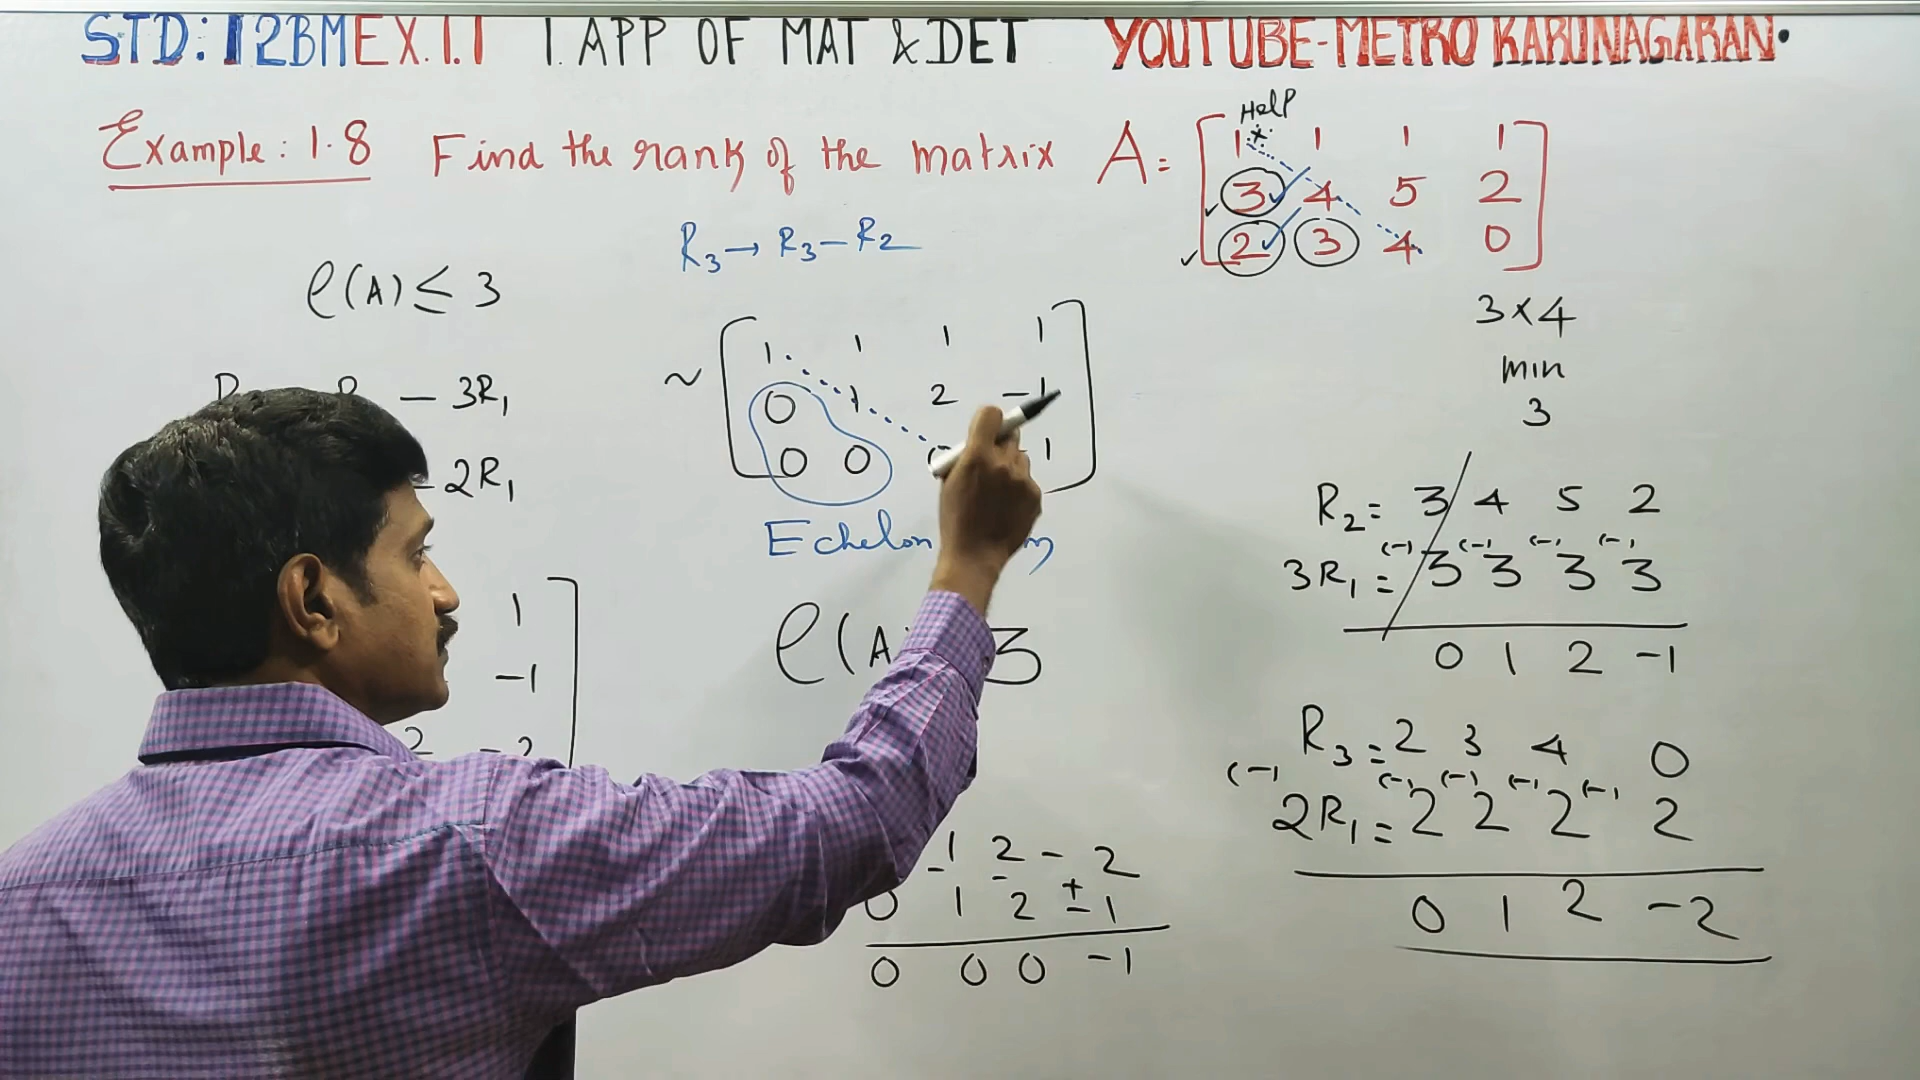 STD: 12BM EX.1.1 1. APP OF MAT & DET YOUTUBE-METRO KARUNAGARAN.
Help
Example: 1.8 Find the rank of the matrix A =
1 1 1 1
3 4 5 2
2 3 4 0
R₃ → R₃ - R₂
ρ(A) ≤ 3
3×4
min
3
- 3R₁
- 2R₁
~
1 1 1 1
0 1 2 -1
0 0 1
Echelon
ρ(A 3
1
-1
2 -2
R₂ = 3 4 5 2
(-) (-) (-) (-)
3R₁ = 3 3 3 3
0 1 2 -1
R₃ = 2 3 4 0
(-) (-) (-) (-) (-)
2R₁ = 2 2 2 2
0 1 2 -2
1 2 - 2
- - +
0 1 2 - 1
0 0 0 -1